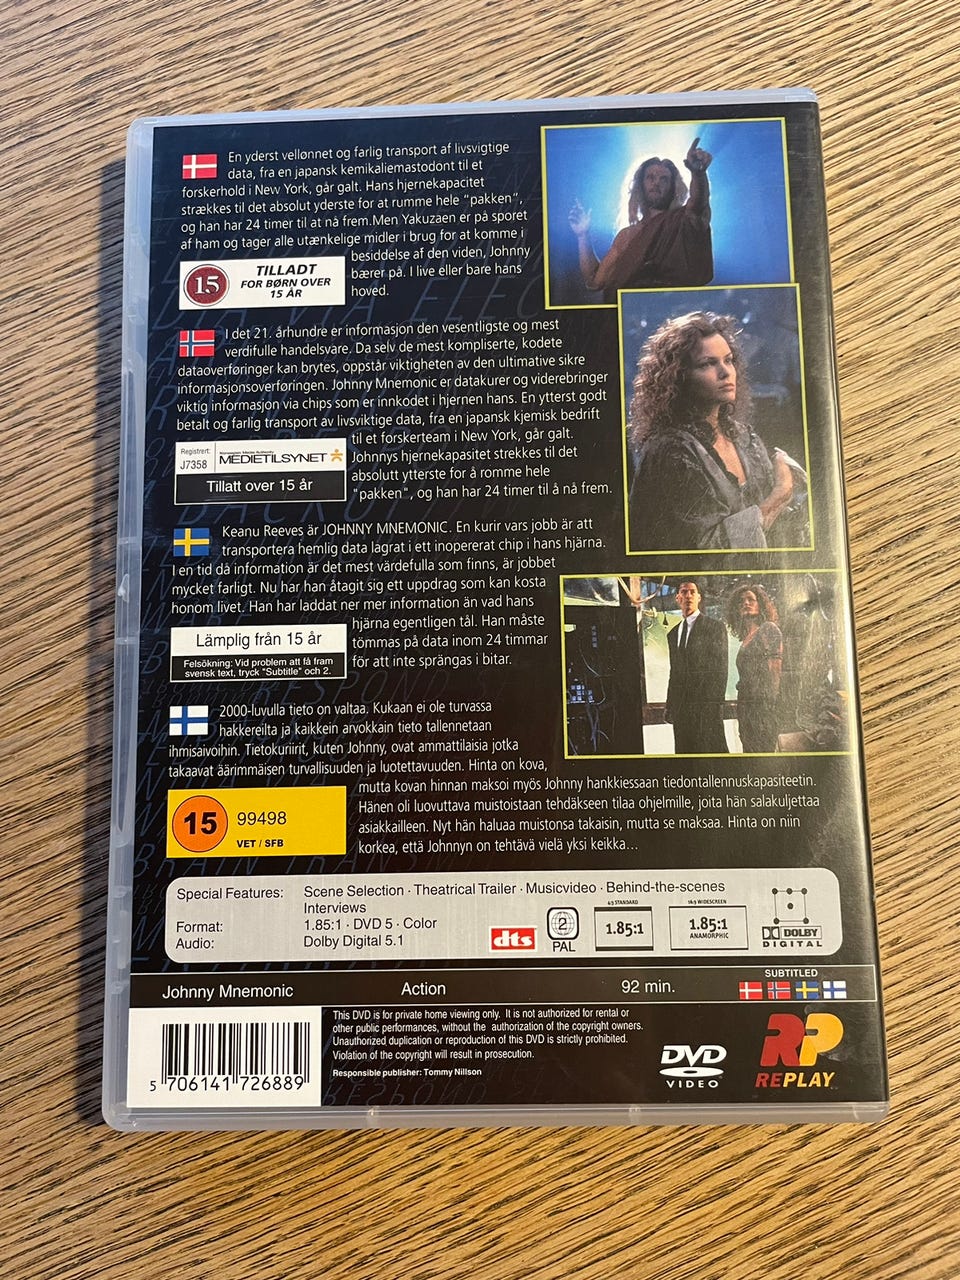 En yderst vellønnet og farlig transport af livsvigtige
data, fra en japansk kemikaliemastodont til et
forskerhold i New York, går galt. Hans hjernekapacitet
strækkes til det absolut yderste for at rumme hele "pakken",
og han har 24 timer til at nå frem.Men Yakuzaen er på sporet
af ham og tager alle utænkelige midler i brug for at komme i
besiddelse af den viden, Johnny
bærer på. I live eller bare hans
hoved.
15
TILLADT
FOR BØRN OVER
15 ÅR
I det 21. århundre er informasjon den vesentligste og mest
verdifulle handelsvare. Da selv de mest kompliserte, kodete
dataoverføringer kan brytes, oppstår viktigheten av den ultimative sikre
informasjonsoverføringen. Johnny Mnemonic er datakurer og viderebringer
viktig informasjon via chips som er innkodet i hjernen hans. En ytterst godt
betalt og farlig transport av livsviktige data, fra en japansk kjemisk bedrift
til et forskerteam i New York, går galt.
Johnnys hjernekapasitet strekkes til det
absolutt ytterste for å romme hele
"pakken", og han har 24 timer til å nå frem.
Registrert:
J7358
Norwegian Media Authority
MEDIETILSYNET
Tillatt over 15 år
Keanu Reeves är JOHNNY MNEMONIC. En kurir vars jobb är att
transportera hemlig data lagrat i ett inopererat chip i hans hjärna.
I en tid då information är det mest värdefulla som finns, är jobbet
mycket farligt. Nu har han åtagit sig ett uppdrag som kan kosta
honom livet. Han har laddat ner mer information än vad hans
hjärna egentligen tål. Han måste
tömmas på data inom 24 timmar
för att inte sprängas i bitar.
Lämplig från 15 år
Felsökning: Vid problem att få fram
svensk text, tryck "Subtitle" och 2.
2000-luvulla tieto on valtaa. Kukaan ei ole turvassa
hakkereilta ja kaikkein arvokkain tieto tallennetaan
ihmisaivoihin. Tietokuriirit, kuten Johnny, ovat ammattilaisia jotka
takaavat äärimmäisen turvallisuuden ja luotettavuuden. Hinta on kova,
mutta kovan hinnan maksoi myös Johnny hankkiessaan tiedontallennuskapasiteetin.
Hänen oli luovuttava muistoistaan tehdäkseen tilaa ohjelmille, joita hän salakuljettaa
asiakkailleen. Nyt hän haluaa muistonsa takaisin, mutta se maksaa. Hinta on niin
korkea, että Johnnyn on tehtävä vielä yksi keikka...
15
99498
VET / SFB
Special Features: Scene Selection · Theatrical Trailer · Musicvideo · Behind-the-scenes
Interviews
Format: 1.85:1 · DVD 5 · Color
Audio: Dolby Digital 5.1
dts
2
PAL
4:3 STANDARD
1.85:1
16:9 WIDESCREEN
1.85:1
ANAMORPHIC
DOLBY
DIGITAL
Johnny Mnemonic Action 92 min.
SUBTITLED
5 706141 726889
This DVD is for private home viewing only. It is not authorized for rental or
other public performances, without the authorization of the copyright owners.
Unauthorized duplication or reproduction of this DVD is strictly prohibited.
Violation of the copyright will result in prosecution.
Responsible publisher: Tommy Nillson
DVD
VIDEO
RP
REPLAY